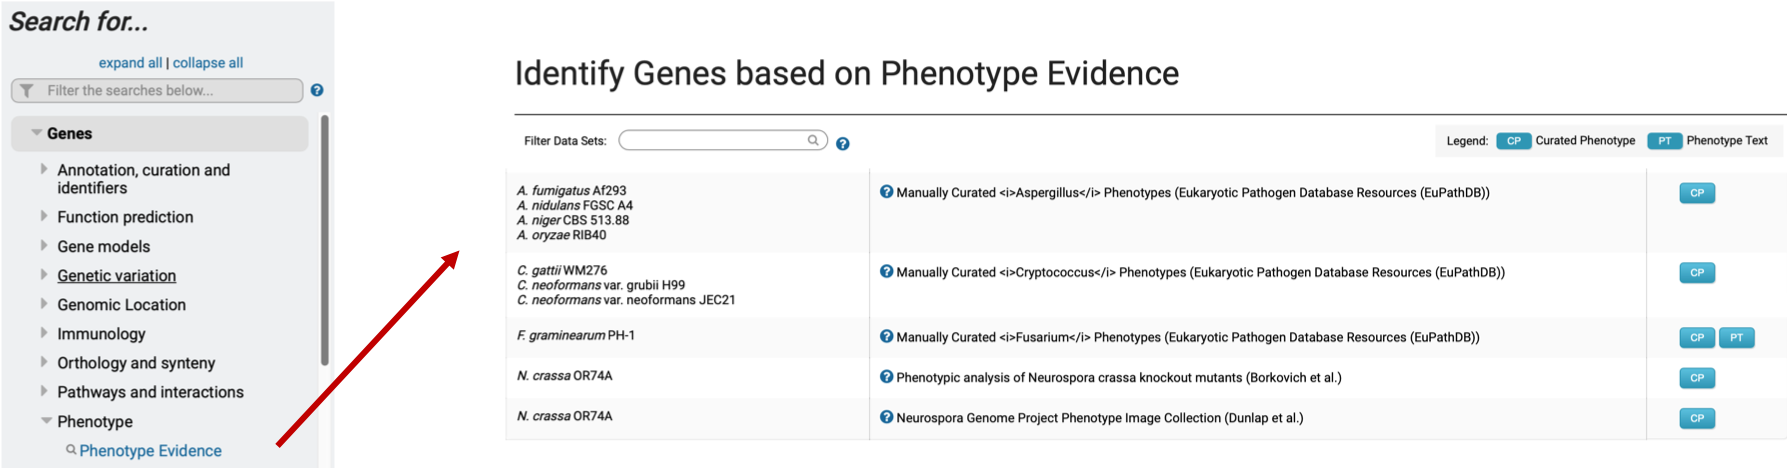 Search for...
expand all | collapse all
Filter the searches below...
Genes
Annotation, curation and
identifiers
Function prediction
Gene models
Genetic variation
Genomic Location
Immunology
Orthology and synteny
Pathways and interactions
Phenotype
Phenotype Evidence
Identify Genes based on Phenotype Evidence
Filter Data Sets:
Legend: CP Curated Phenotype PT Phenotype Text
A. fumigatus Af293
A. nidulans FGSC A4
A. niger CBS 513.88
A. oryzae RIB40
Manually Curated <i>Aspergillus</i> Phenotypes (Eukaryotic Pathogen Database Resources (EuPathDB))
CP
C. gattii WM276
C. neoformans var. grubii H99
C. neoformans var. neoformans JEC21
Manually Curated <i>Cryptococcus</i> Phenotypes (Eukaryotic Pathogen Database Resources (EuPathDB))
CP
F. graminearum PH-1
Manually Curated <i>Fusarium</i> Phenotypes (Eukaryotic Pathogen Database Resources (EuPathDB))
CP PT
N. crassa OR74A
Phenotypic analysis of Neurospora crassa knockout mutants (Borkovich et al.)
CP
N. crassa OR74A
Neurospora Genome Project Phenotype Image Collection (Dunlap et al.)
CP